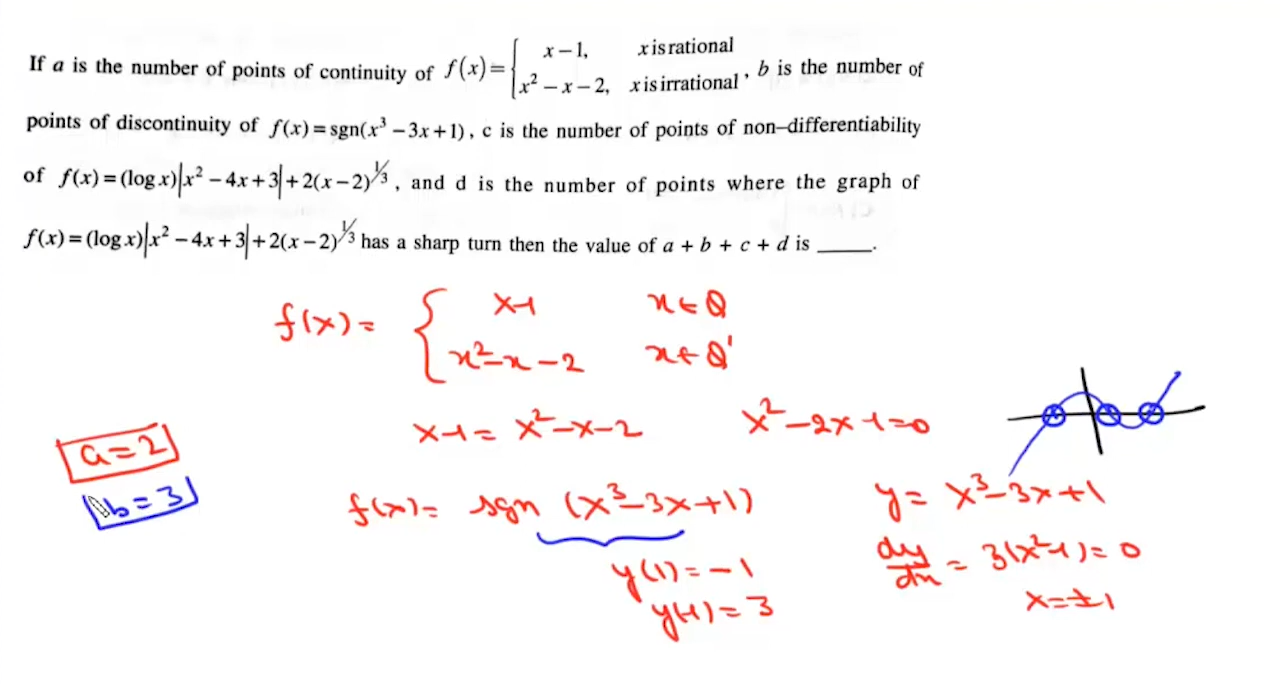 If a is the number of points of continuity of f(x)={ x−1, x is rational
x² − x − 2, x is irrational , b is the number of
points of discontinuity of f(x)=sgn(x³ −3x+1), c is the number of points of non–differentiability
of f(x)=(log x)|x² −4x+3|+2(x−2)^1/3, and d is the number of points where the graph of
f(x)=(log x)|x² −4x+3|+2(x−2)^1/3 has a sharp turn then the value of a + b + c + d is _____.
f(x) = { x-1 x ∈ Q
x²-x-2 x ∈ Q'
x-1 = x²-x-2 x²-2x-1=0
a=2
b=3
f(x) = sgn (x³-3x+1) y = x³-3x+1
y(1) = -1 dy/dx = 3(x²-1) = 0
y(-1) = 3 x=±1